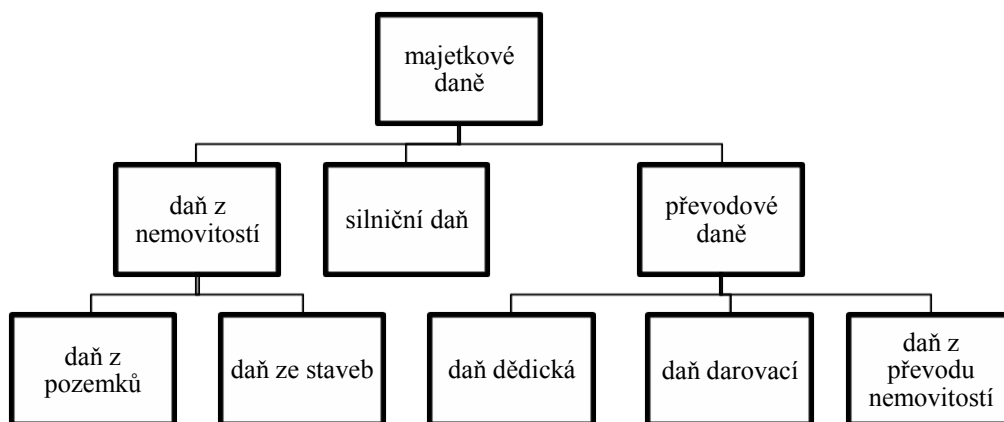 majetkové
daně
daň z
nemovitostí
silniční daň
převodové
daně
daň z
pozemků
daň ze staveb
daň dědická
daň darovací
daň z
převodu
nemovitostí